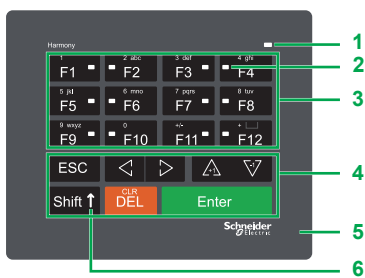 Harmony
1
1 F1
2 abc F2
3 def F3
4 ghi F4
2
3
5 jkl F5
6 mno F6
7 pqrs F7
8 tuv F8
9 wxyz F9
0 F10
+/- F11
+ F12
ESC
+1
-1
4
Shift
CLR
DEL
Enter
Schneider
Electric
5
6